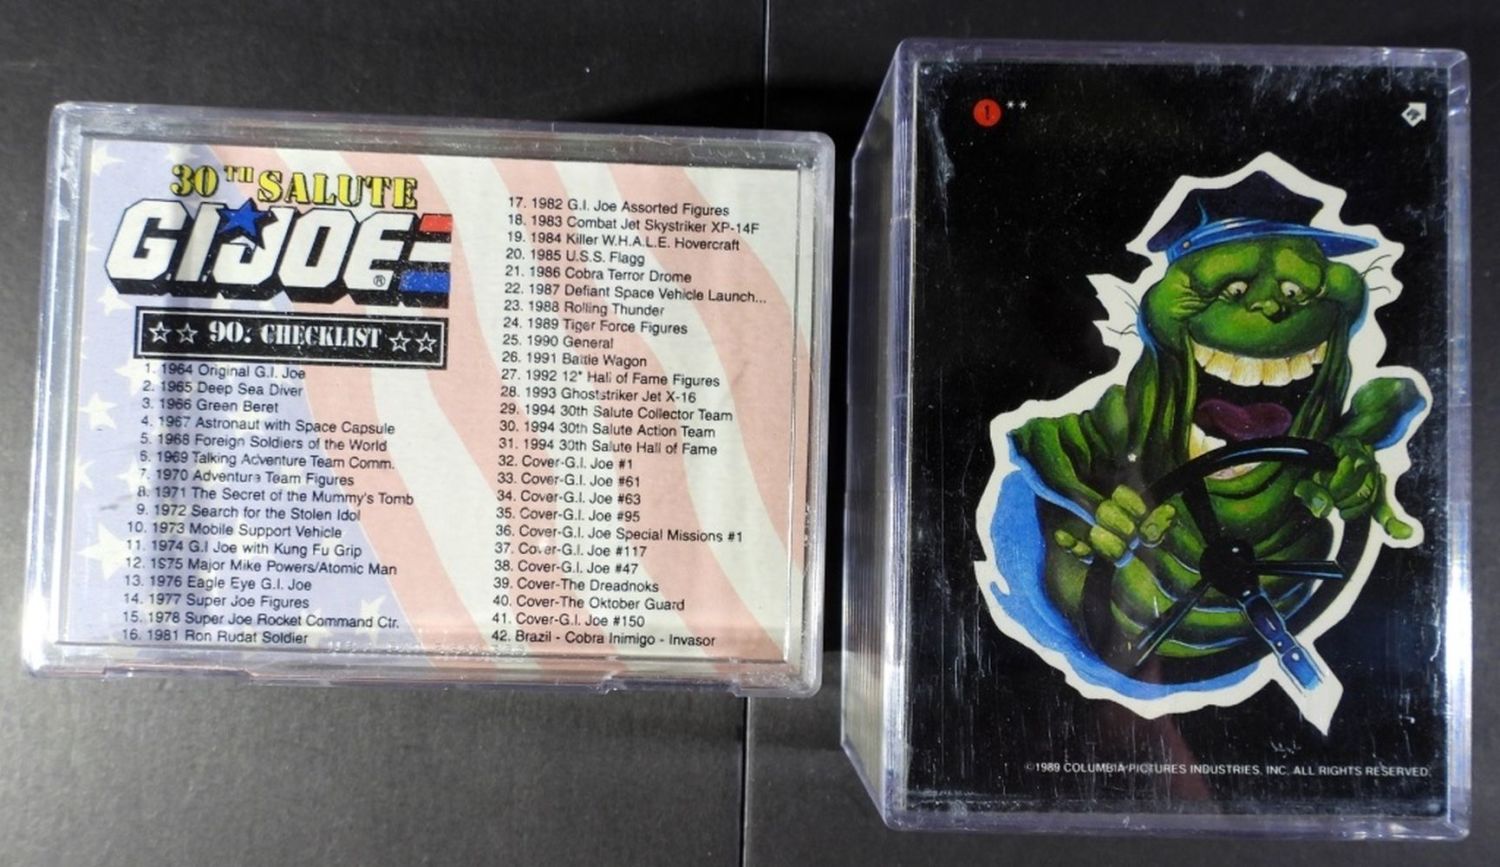 30TH SALUTE
G.I. JOE®
90: CHECKLIST
1. 1964 Original G.I. Joe
2. 1965 Deep Sea Diver
3. 1966 Green Beret
4. 1967 Astronaut with Space Capsule
5. 1968 Foreign Soldiers of the World
6. 1969 Talking Adventure Team Comm.
7. 1970 Adventure Team Figures
8. 1971 The Secret of the Mummy's Tomb
9. 1972 Search for the Stolen Idol
10. 1973 Mobile Support Vehicle
11. 1974 G.I Joe with Kung Fu Grip
12. 1975 Major Mike Powers/Atomic Man
13. 1976 Eagle Eye G.I. Joe
14. 1977 Super Joe Figures
15. 1978 Super Joe Rocket Command Ctr.
16. 1981 Ron Rudat Soldier
17. 1982 G.I. Joe Assorted Figures
18. 1983 Combat Jet Skystriker XP-14F
19. 1984 Killer W.H.A.L.E. Hovercraft
20. 1985 U.S.S. Flagg
21. 1986 Cobra Terror Drome
22. 1987 Defiant Space Vehicle Launch...
23. 1988 Rolling Thunder
24. 1989 Tiger Force Figures
25. 1990 General
26. 1991 Battle Wagon
27. 1992 12" Hall of Fame Figures
28. 1993 Ghoststriker Jet X-16
29. 1994 30th Salute Collector Team
30. 1994 30th Salute Action Team
31. 1994 30th Salute Hall of Fame
32. Cover-G.I. Joe #1
33. Cover-G.I. Joe #61
34. Cover-G.I. Joe #63
35. Cover-G.I. Joe #95
36. Cover-G.I. Joe Special Missions #1
37. Cover-G.I. Joe #117
38. Cover-G.I. Joe #47
39. Cover-The Dreadnoks
40. Cover-The Oktober Guard
41. Cover-G.I. Joe #150
42. Brazil - Cobra Inimigo - Invasor
1 **
©1989 COLUMBIA PICTURES INDUSTRIES, INC. ALL RIGHTS RESERVED.